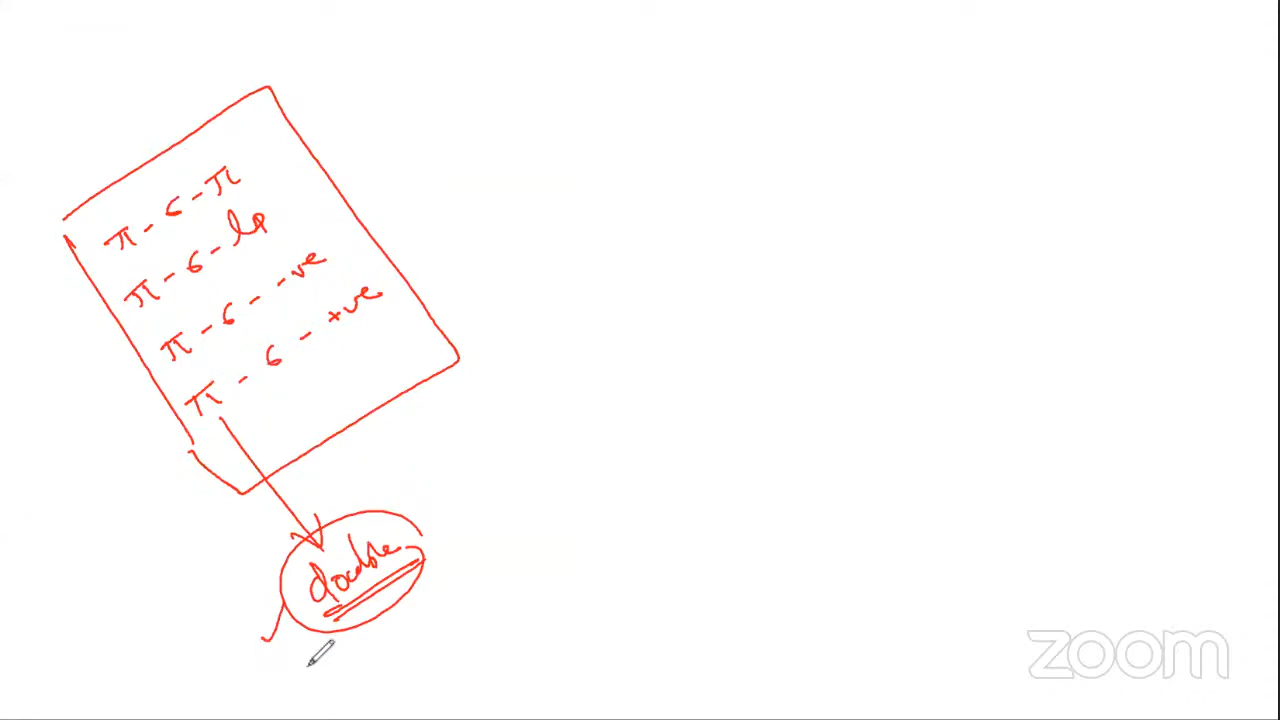 π - σ - π
π - σ - lp
π - σ - -ve
π - σ - +ve
double
zoom